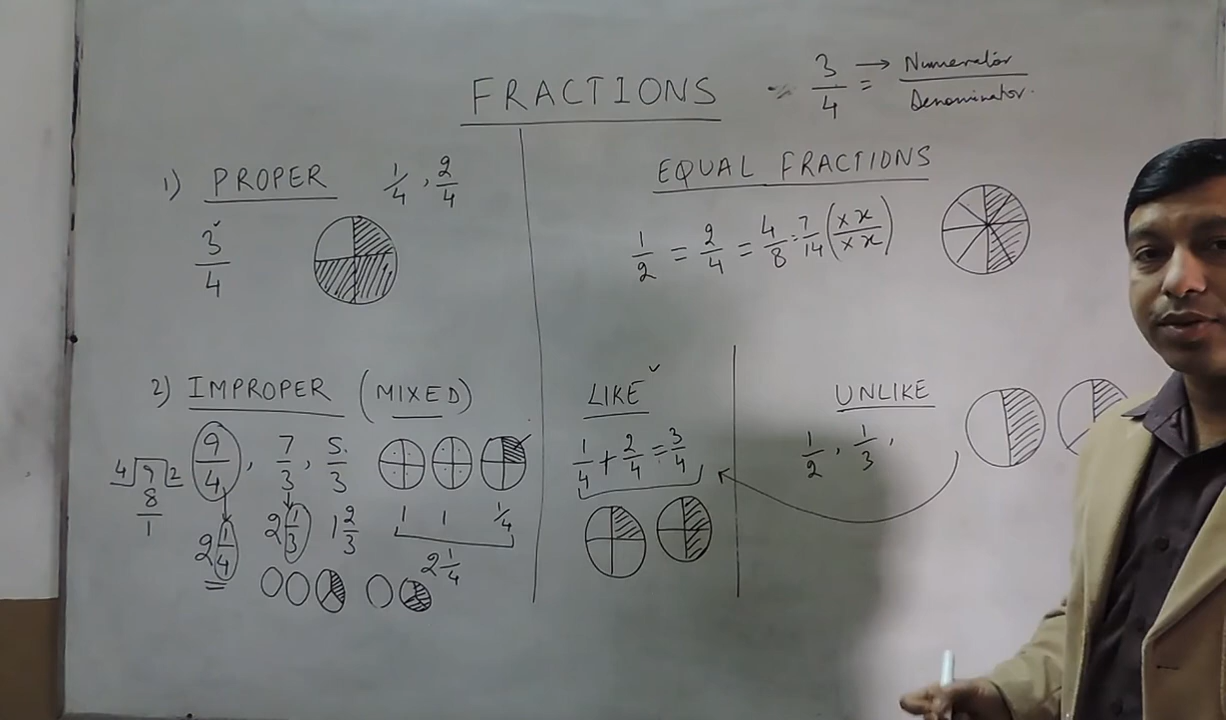 FRACTIONS
3/4 = → Numerator/Denominator.
1) PROPER 1/4, 2/4
3/4
EQUAL FRACTIONS
1/2 = 2/4 = 4/8 = 7/14 (×x/×x)
2) IMPROPER (MIXED)
9/4, 7/3, 5/3
4 9 2
8
1
2 1/4 2 1/3 1 2/3
1 1 1/4
2 1/4
LIKE
1/4 + 2/4 = 3/4
UNLIKE
1/2, 1/3,